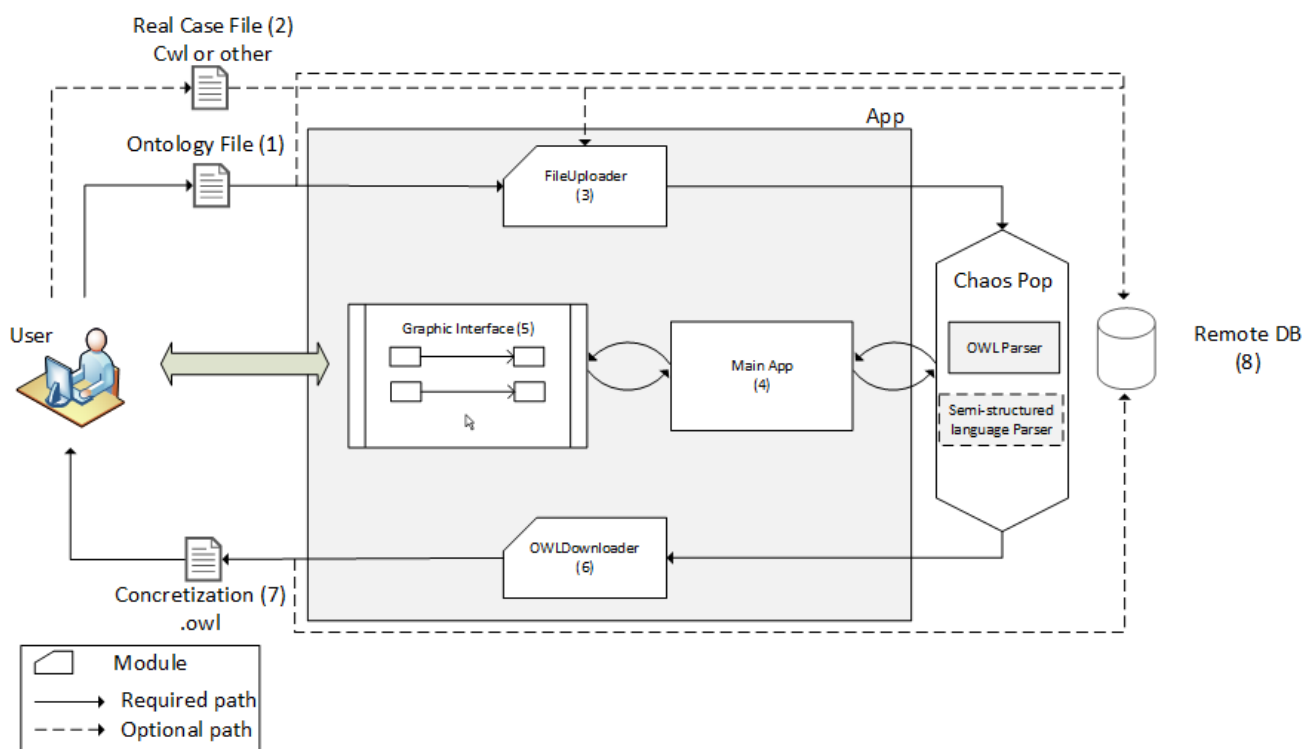 Real Case File (2)
Cwl or other
App
Ontology File (1)
FileUploader
(3)
Chaos Pop
User
Graphic Interface (5)
OWL Parser
Main App
(4)
Remote DB
(8)
Semi-structured
language Parser
OWLDownloader
(6)
Concretization (7)
.owl
Module
Required path
Optional path